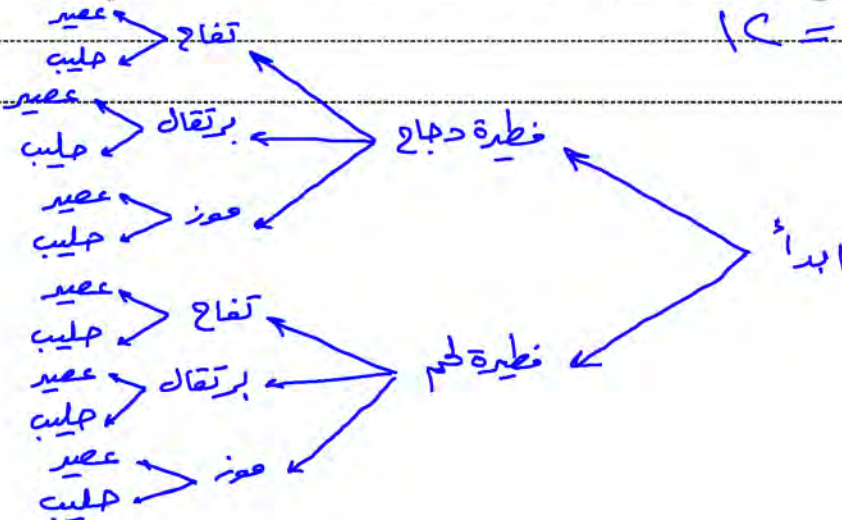 = ١٢
ابدأ
فطيرة دجاج
تفاح
عصير
حليب
برتقال
عصير
حليب
موز
عصير
حليب
فطيرة لحم
تفاح
عصير
حليب
برتقال
عصير
حليب
موز
عصير
حليب